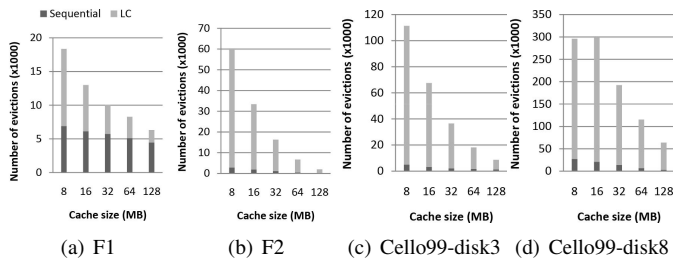 Sequential LC
Number of evictions (x1000)
20
15
10
5
0
8 16 32 64 128
Cache size (MB)
(a) F1
Number of evictions (x1000)
70
60
50
40
30
20
10
0
8 16 32 64 128
Cache size (MB)
(b) F2
Number of evictions (x1000)
120
100
80
60
40
20
0
8 16 32 64 128
Cache size (MB)
(c) Cello99-disk3
Number of evictions (x1000)
350
300
250
200
150
100
50
0
8 16 32 64 128
Cache size (MB)
(d) Cello99-disk8